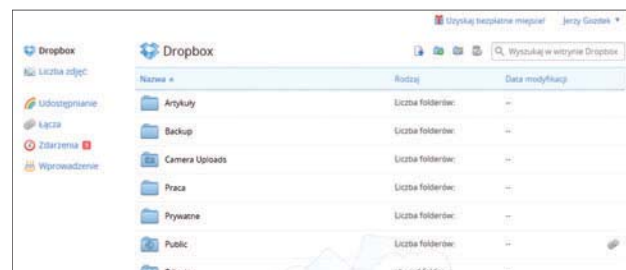 Uzyskaj bezpłatne miejsce! Jerzy Gozdek
Dropbox
Liczba zdjęć:
Udostępnianie
Łącza
Zdarzenia
Wprowadzenie
Dropbox
Wyszukaj w witrynie Dropbox
Nazwa Rodzaj Data modyfikacji
Artykuły Liczba folderów: --
Backup Liczba folderów: --
Camera Uploads Liczba folderów: --
Praca Liczba folderów: --
Prywatne Liczba folderów: --
Public Liczba folderów: --